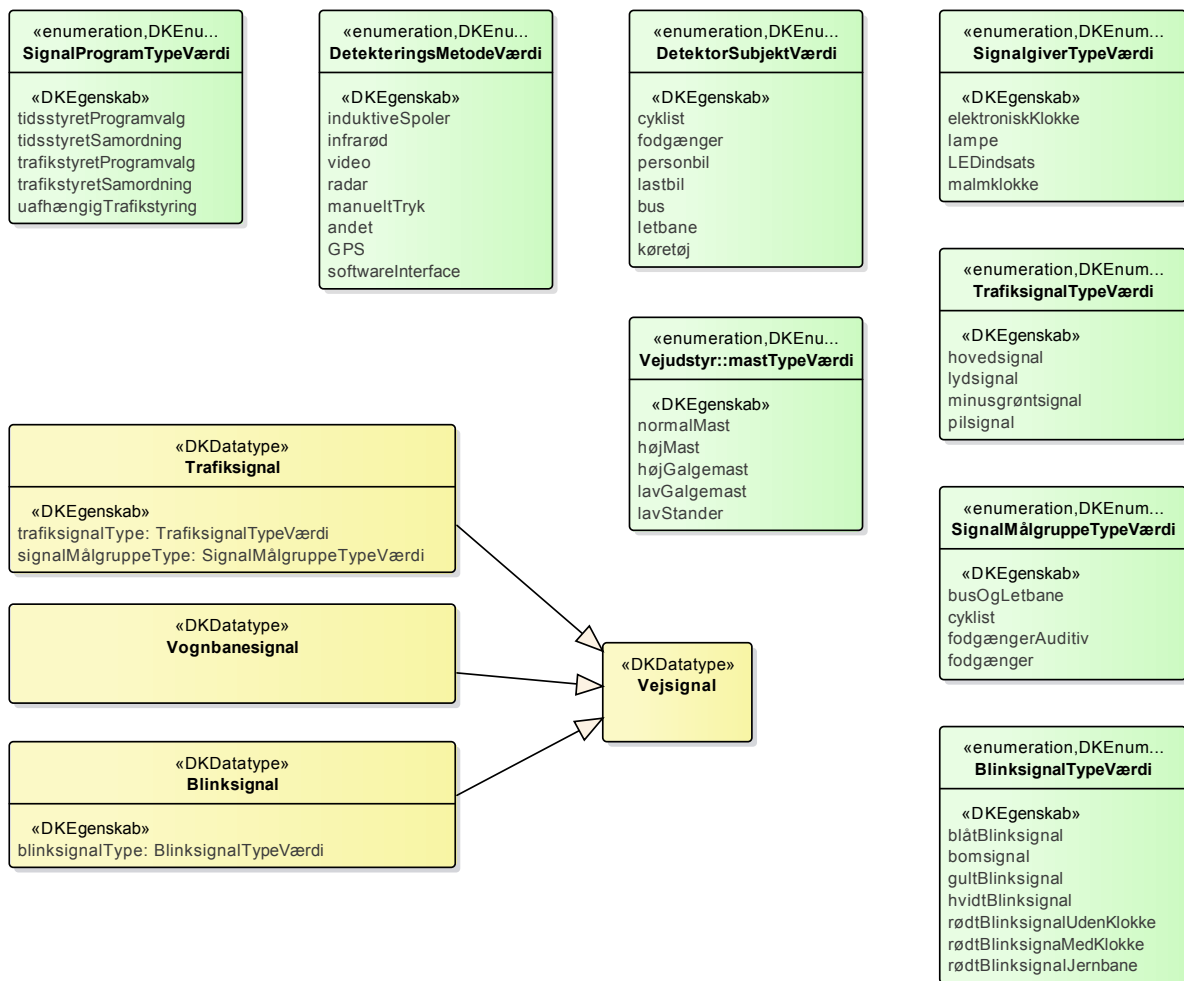 «enumeration,DKEnu...
SignalProgramTypeVærdi
«DKEgenskab»
tidsstyretProgramvalg
tidsstyretSamordning
trafikstyretProgramvalg
trafikstyretSamordning
uafhængigTrafikstyring
«enumeration,DKEnu...
DetekteringsMetodeVærdi
«DKEgenskab»
induktiveSpoler
infrarød
video
radar
manueltTryk
andet
GPS
softwareInterface
«enumeration,DKEnu...
DetektorSubjektVærdi
«DKEgenskab»
cyklist
fodgænger
personbil
lastbil
bus
letbane
køretøj
«enumeration,DKEnum...
SignalgiverTypeVærdi
«DKEgenskab»
elektroniskKlokke
lampe
LEDindsats
malmklokke
«enumeration,DKEnum...
TrafiksignalTypeVærdi
«DKEgenskab»
hovedsignal
lydsignal
minusgrøntsignal
pilsignal
«enumeration,DKEnu...
Vejudstyr::mastTypeVærdi
«DKEgenskab»
normalMast
højMast
højGalgemast
lavGalgemast
lavStander
«DKDatatype»
Trafiksignal
«DKEgenskab»
trafiksignalType: TrafiksignalTypeVærdi
signalMålgruppeType: SignalMålgruppeTypeVærdi
«enumeration,DKEnum...
SignalMålgruppeTypeVærdi
«DKEgenskab»
busOgLetbane
cyklist
fodgængerAuditiv
fodgænger
«DKDatatype»
Vognbanesignal
«DKDatatype»
Vejsignal
«DKDatatype»
Blinksignal
«DKEgenskab»
blinksignalType: BlinksignalTypeVærdi
«enumeration,DKEnum...
BlinksignalTypeVærdi
«DKEgenskab»
blåtBlinksignal
bomsignal
gultBlinksignal
hvidtBlinksignal
rødtBlinksignalUdenKlokke
rødtBlinksignaMedKlokke
rødtBlinksignalJernbane